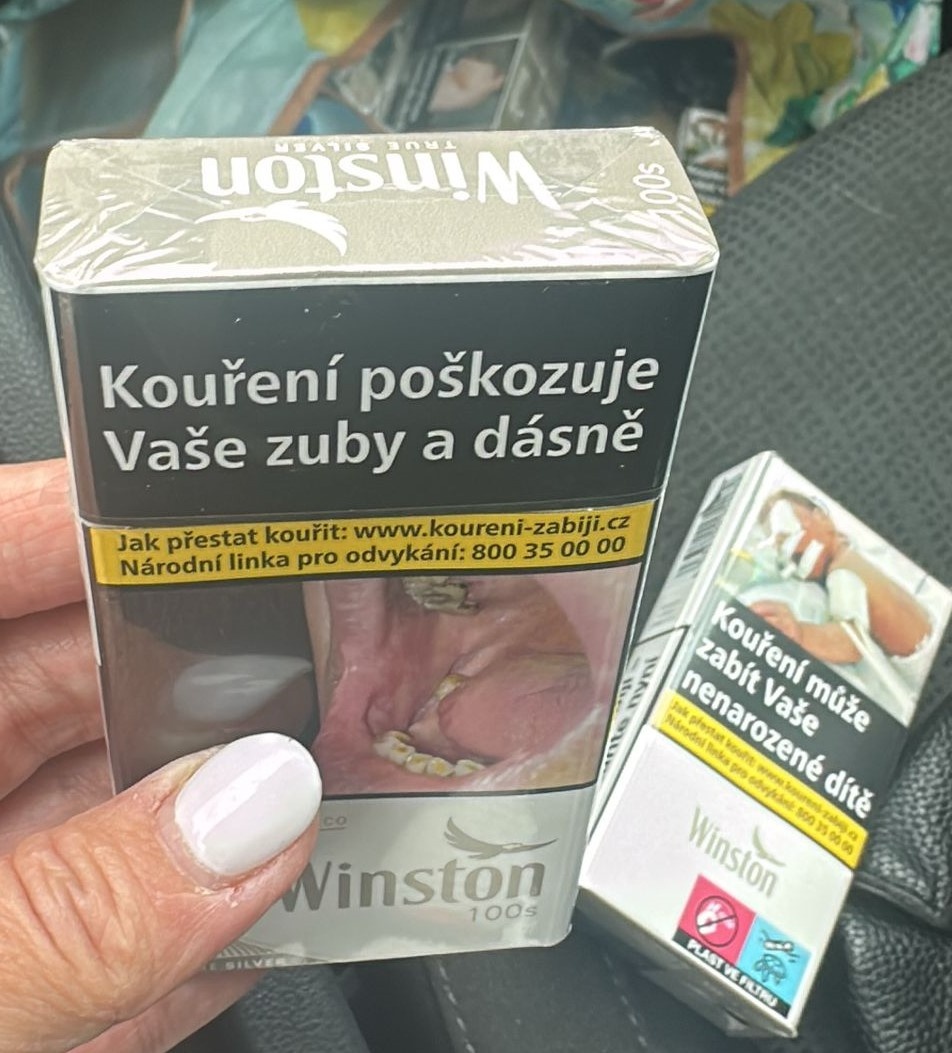 Winston
TRUE SILVER
100s
Kouření poškozuje
Vaše zuby a dásně
Jak přestat kouřit: www.koureni-zabiji.cz
Národní linka pro odvykání: 800 35 00 00
Winston
100s
SILVER
Kouření může
zabít Vaše
nenarozené dítě
Jak přestat kouřit: www.koureni-zabiji.cz
Národní linka pro odvykání: 800 35 00 00
Winston
PLAST VE FILTRU